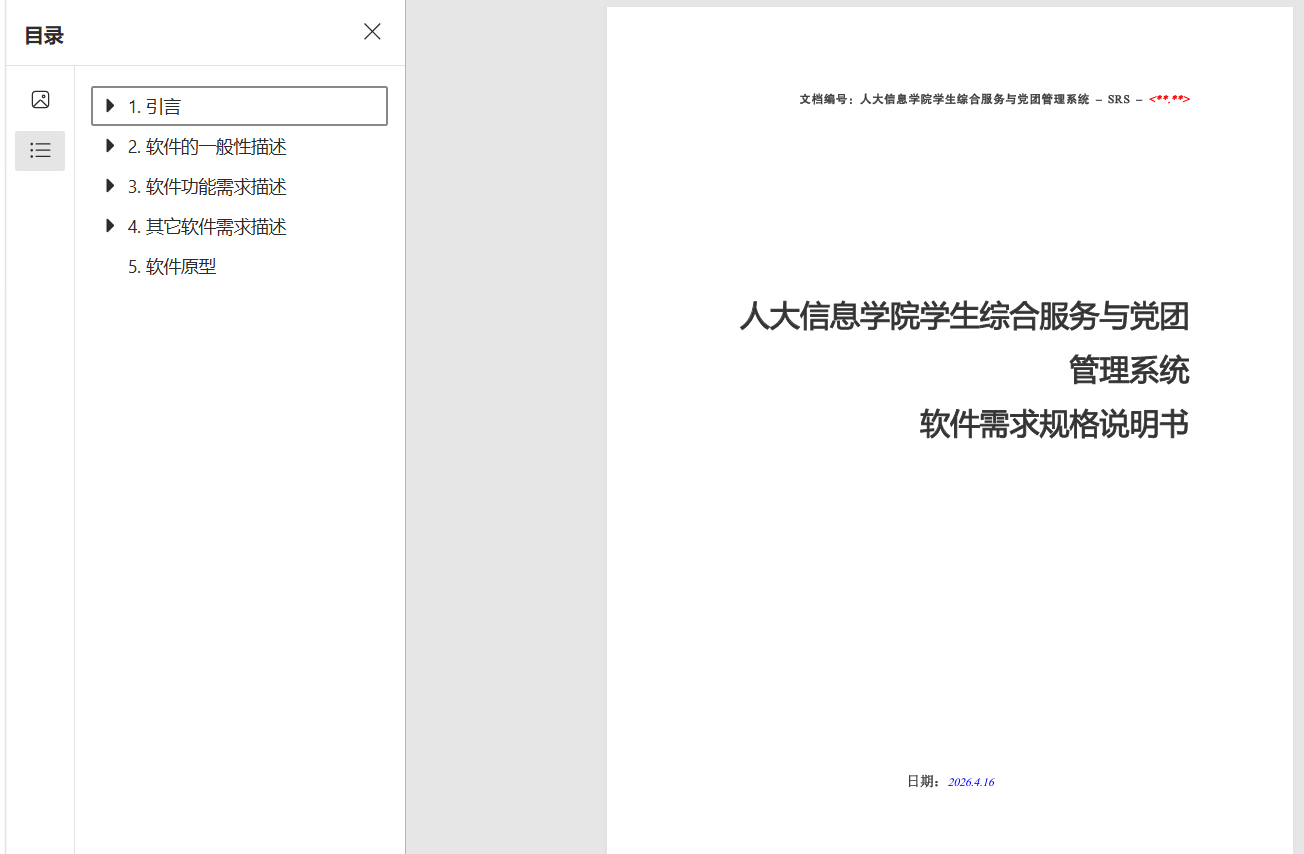 目录
1. 引言
2. 软件的一般性描述
3. 软件功能需求描述
4. 其它软件需求描述
5. 软件原型
文档编号：人大信息学院学生综合服务与党团管理系统 – SRS – <**.**>
人大信息学院学生综合服务与党团
管理系统
软件需求规格说明书
日期：2026.4.16